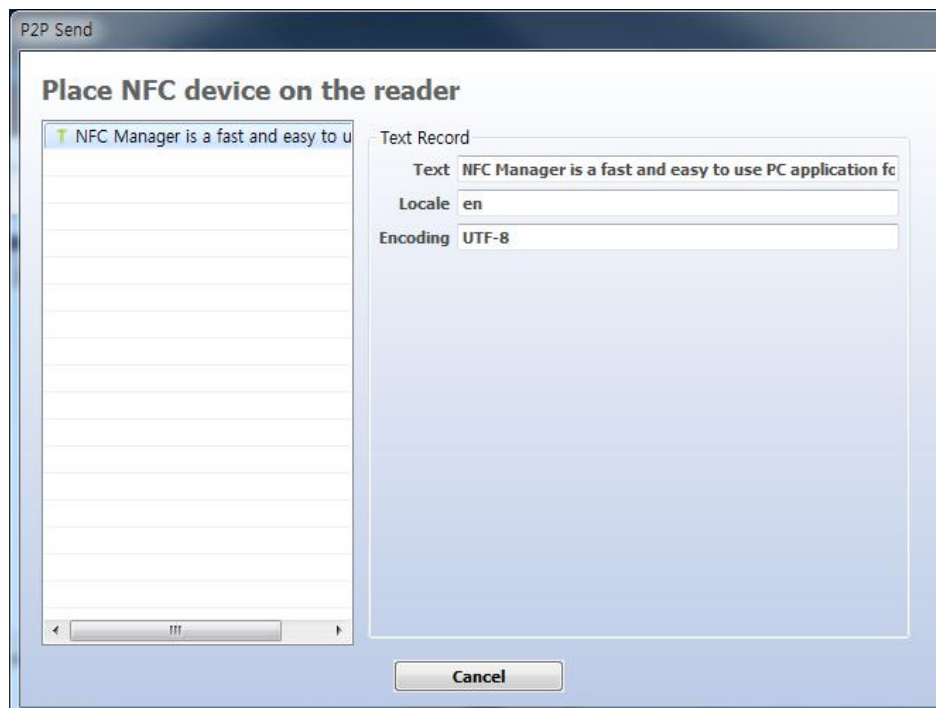 P2P Send
Place NFC device on the reader
T NFC Manager is a fast and easy to u
Text Record
Text NFC Manager is a fast and easy to use PC application fo
Locale en
Encoding UTF-8
Cancel